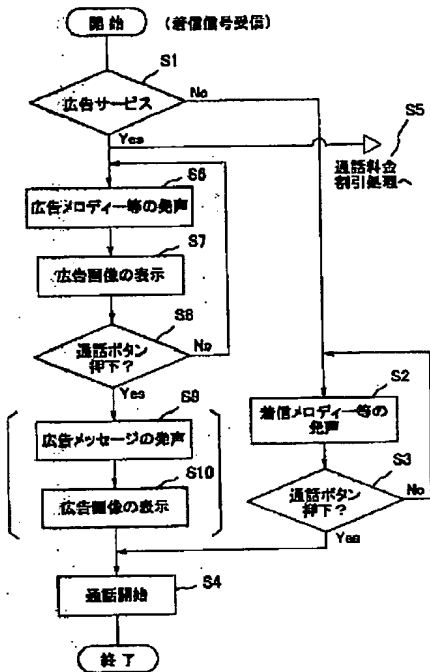 開 始
(着信信号受信)
S1
広告サービス
No
Yes
S5
通話料金
割引処理へ
S6
広告メロディー等の発声
S7
広告画像の表示
S8
通話ボタン
押下?
No
Yes
S9
広告メッセージの発声
S10
広告画像の表示
S2
着信メロディー等の
発声
S3
通話ボタン
押下?
No
Yes
S4
通話開始
終 了